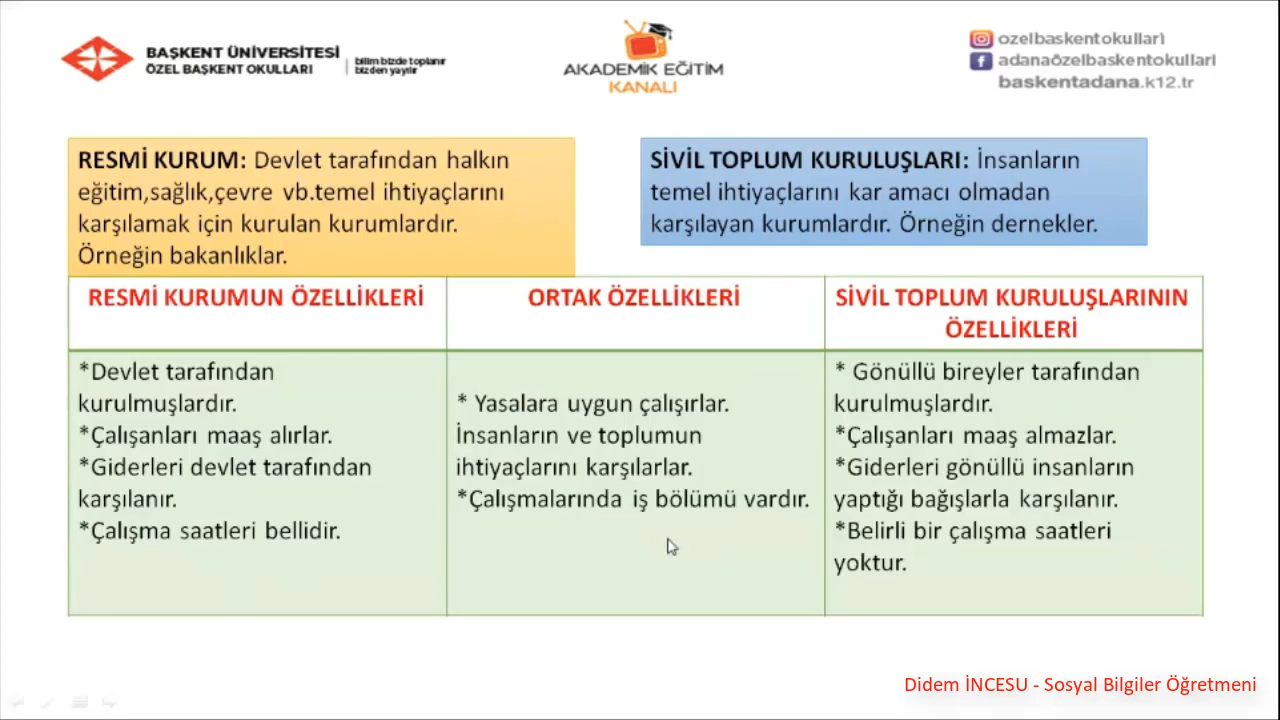 BAŞKENT ÜNİVERSİTESİ
ÖZEL BAŞKENT OKULLARI
bilim bizde toplanır
bizden yayılır
AKADEMİK EĞİTİM
KANALI
ozelbaskentokullari
adanaözelbaskentokullari
baskentadana.k12.tr
RESMİ KURUM: Devlet tarafından halkın
eğitim,sağlık,çevre vb.temel ihtiyaçlarını
karşılamak için kurulan kurumlardır.
Örneğin bakanlıklar.
SİVİL TOPLUM KURULUŞLARI: İnsanların
temel ihtiyaçlarını kar amacı olmadan
karşılayan kurumlardır. Örneğin dernekler.
RESMİ KURUMUN ÖZELLİKLERİ
ORTAK ÖZELLİKLERİ
SİVİL TOPLUM KURULUŞLARININ
ÖZELLİKLERİ
*Devlet tarafından
kurulmuşlardır.
*Çalışanları maaş alırlar.
*Giderleri devlet tarafından
karşılanır.
*Çalışma saatleri bellidir.
* Yasalara uygun çalışırlar.
İnsanların ve toplumun
ihtiyaçlarını karşılarlar.
*Çalışmalarında iş bölümü vardır.
* Gönüllü bireyler tarafından
kurulmuşlardır.
*Çalışanları maaş almazlar.
*Giderleri gönüllü insanların
yaptığı bağışlarla karşılanır.
*Belirli bir çalışma saatleri
yoktur.
Didem İNCESU - Sosyal Bilgiler Öğretmeni